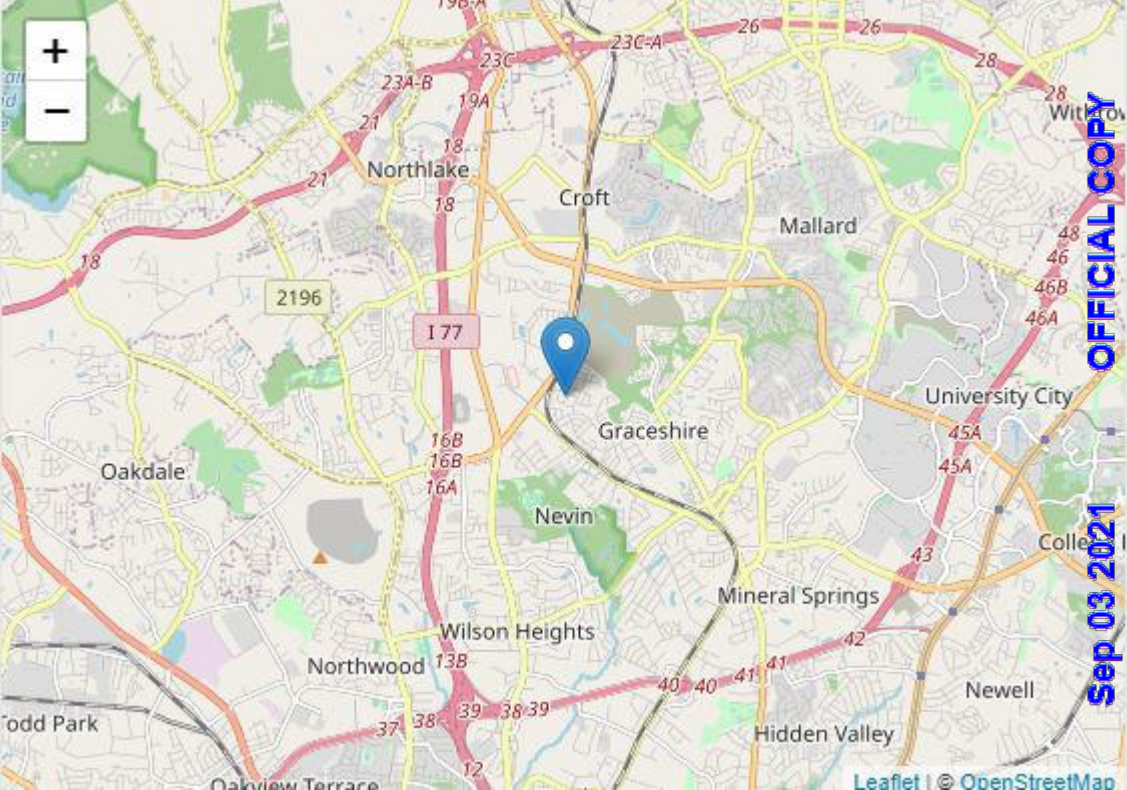 19B-A
+
26
26
23C-A
28
23C
23A-B
28
19A
21
18
Northlake
21
18
Croft
Mallard
48
46
18
46B
2196
46A
I 77
University City
Graceshire
45A
16B
16B
45A
Oakdale
16A
Nevin
43
Mineral Springs
Wilson Heights
42
Northwood
13B
41
41
40
40
Newell
39
38
39
38
37
Todd Park
Hidden Valley
12
Oakview Terrace
Leaflet | © OpenStreetMap
OFFICIAL COPY
Sep 03 2021